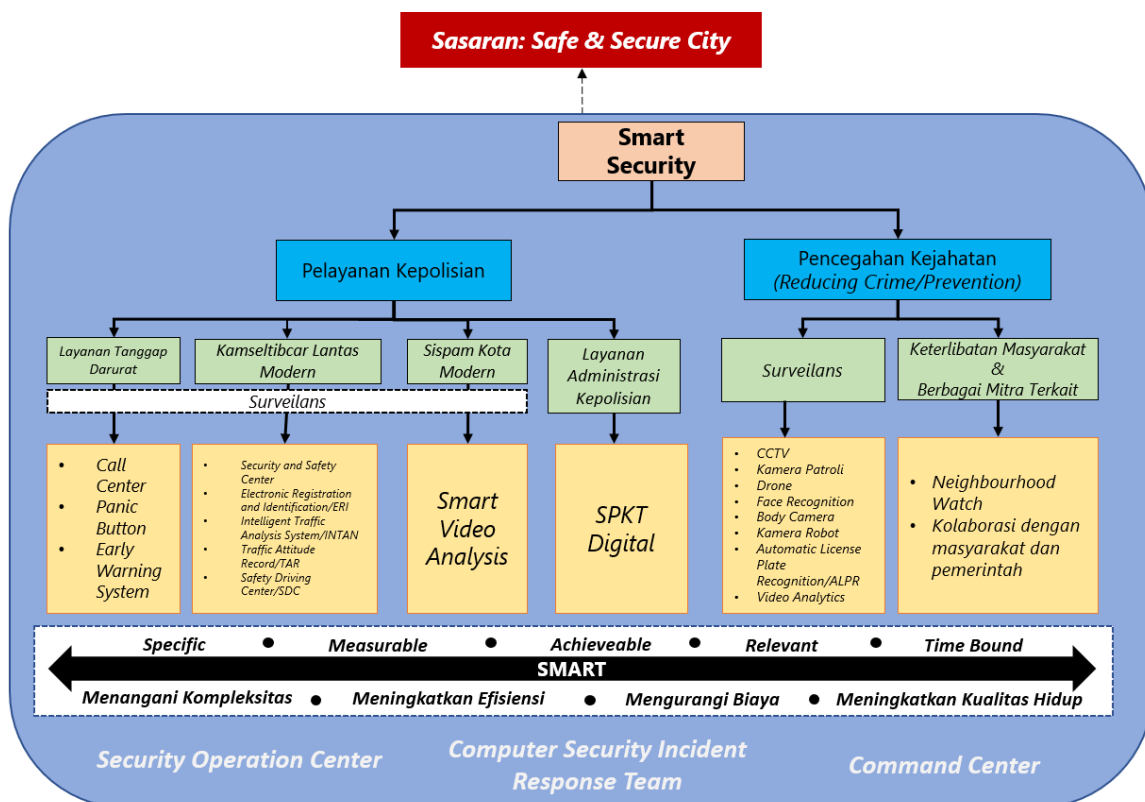 Sasaran: Safe & Secure City
Smart
Security
Pelayanan Kepolisian
Pencegahan Kejahatan
(Reducing Crime/Prevention)
Layanan Tanggap
Darurat
Kamseltibcar Lantas
Modern
Sispam Kota
Modern
Layanan
Administrasi
Kepolisian
Surveilans
Keterlibatan Masyarakat
&
Berbagai Mitra Terkait
Surveilans
• Call
Center
• Panic
Button
• Early
Warning
System
• Security and Safety
Center
• Electronic Registration
and Identification/ERI
• Intelligent Traffic
Analysis System/INTAN
• Traffic Attitude
Record/TAR
• Safety Driving
Center/SDC
Smart
Video
Analysis
SPKT
Digital
• CCTV
• Kamera Patroli
• Drone
• Face Recognition
• Body Camera
• Kamera Robot
• Automatic License
Plate
Recognition/ALPR
• Video Analytics
• Neighbourhood
Watch
• Kolaborasi dengan
masyarakat dan
pemerintah
Specific • Measurable • Achieveable • Relevant • Time Bound
SMART
Menangani Kompleksitas • Meningkatkan Efisiensi • Mengurangi Biaya • Meningkatkan Kualitas Hidup
Security Operation Center
Computer Security Incident
Response Team
Command Center